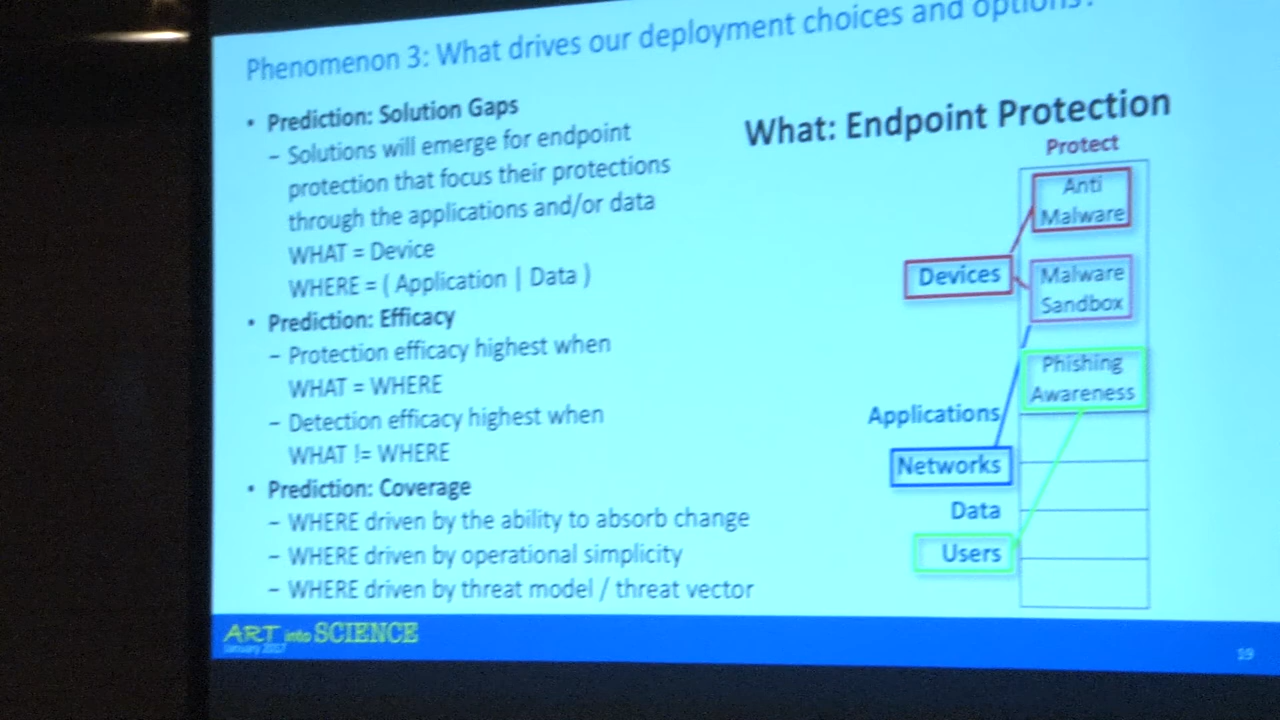 Phenomenon 3: What drives our deployment choices and options?
• Prediction: Solution Gaps
– Solutions will emerge for endpoint
protection that focus their protections
through the applications and/or data
WHAT = Device
WHERE = ( Application | Data )
• Prediction: Efficacy
– Protection efficacy highest when
WHAT = WHERE
– Detection efficacy highest when
WHAT != WHERE
• Prediction: Coverage
– WHERE driven by the ability to absorb change
– WHERE driven by operational simplicity
– WHERE driven by threat model / threat vector
What: Endpoint Protection
Protect
Anti
Malware
Devices
Malware
Sandbox
Phishing
Awareness
Applications
Networks
Data
Users
ART into SCIENCE
January 2017
19